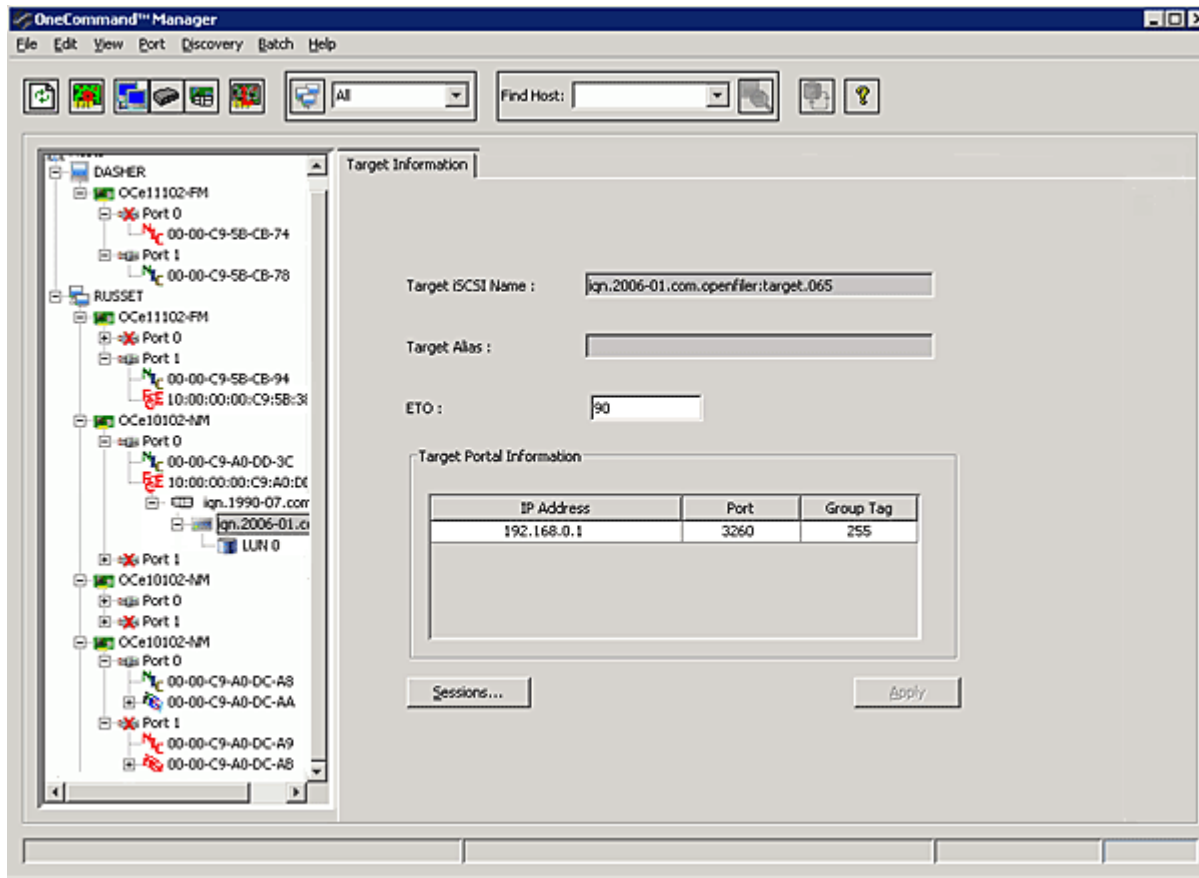 OneCommand™ Manager
File Edit View Port Discovery Batch Help
All
Find Host:
DASHER
OCe11102-FM
Port 0
00-00-C9-5B-CB-74
Port 1
00-00-C9-5B-CB-78
RUSSET
OCe11102-FM
Port 0
Port 1
00-00-C9-5B-CB-94
10:00:00:00:C9:5B:38
OCe10102-NM
Port 0
00-00-C9-A0-DD-3C
10:00:00:00:C9:A0:D
iqn.1990-07.com
iqn.2006-01.c
LUN 0
Port 1
OCe10102-NM
Port 0
Port 1
OCe10102-NM
Port 0
00-00-C9-A0-DC-A8
00-00-C9-A0-DC-AA
Port 1
00-00-C9-A0-DC-A9
00-00-C9-A0-DC-AB
Target Information
Target iSCSI Name : iqn.2006-01.com.openfiler:target.065
Target Alias :
ETO : 90
Target Portal Information
IP Address Port Group Tag
192.168.0.1 3260 255
Sessions... Apply